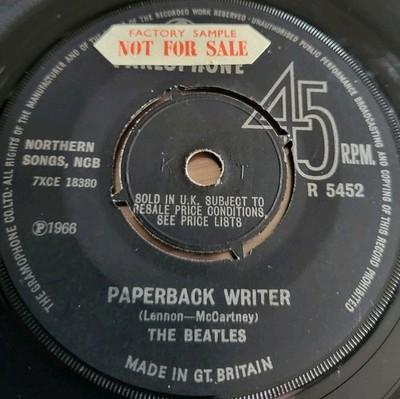 FACTORY SAMPLE
NOT FOR SALE
PARLOPHONE
45
R.P.M.
R 5452
NORTHERN
SONGS, NCB
7XCE 18380
℗1966
K T
SOLD IN U.K. SUBJECT TO
RESALE PRICE CONDITIONS,
SEE PRICE LISTS
PAPERBACK WRITER
(Lennon—McCartney)
THE BEATLES
MADE IN GT. BRITAIN
THE GRAMOPHONE CO. LTD. ALL RIGHTS OF THE MANUFACTURER AND OF THE OWNER OF THE RECORDED WORK RESERVED · UNAUTHORISED PUBLIC PERFORMANCE BROADCASTING AND COPYING OF THIS RECORD PROHIBITED